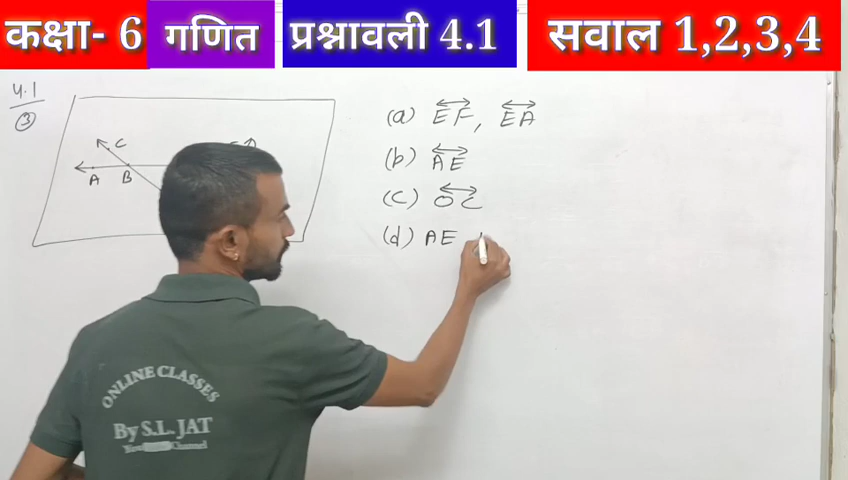 कक्षा- 6 गणित प्रश्नावली 4.1 सवाल 1,2,3,4
4.1
3
C
A B
E
(a) EF, EA
(b) AE
(c) OC
(d) AE
ONLINE CLASSES
By S.L. JAT
Channel